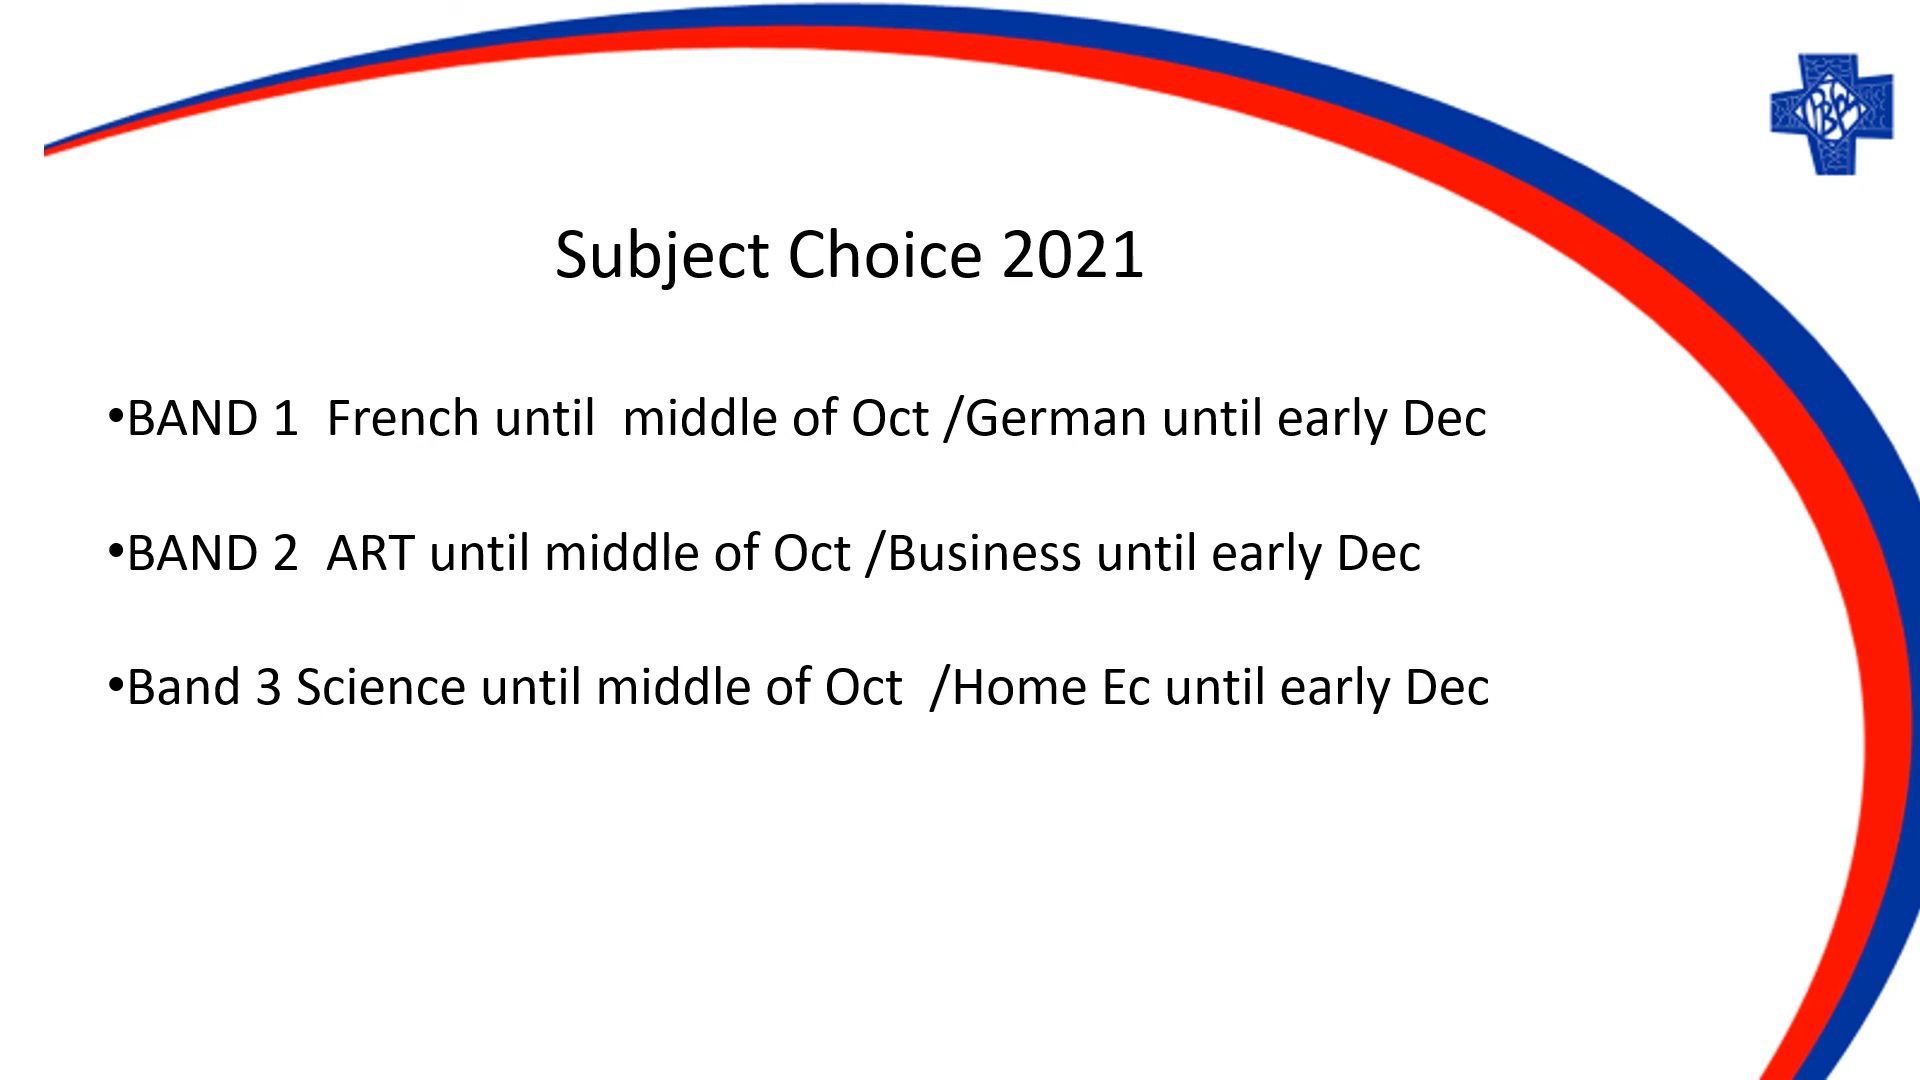 Subject Choice 2021
•BAND 1  French until  middle of Oct /German until early Dec
•BAND 2  ART until middle of Oct /Business until early Dec
•Band 3 Science until middle of Oct  /Home Ec until early Dec